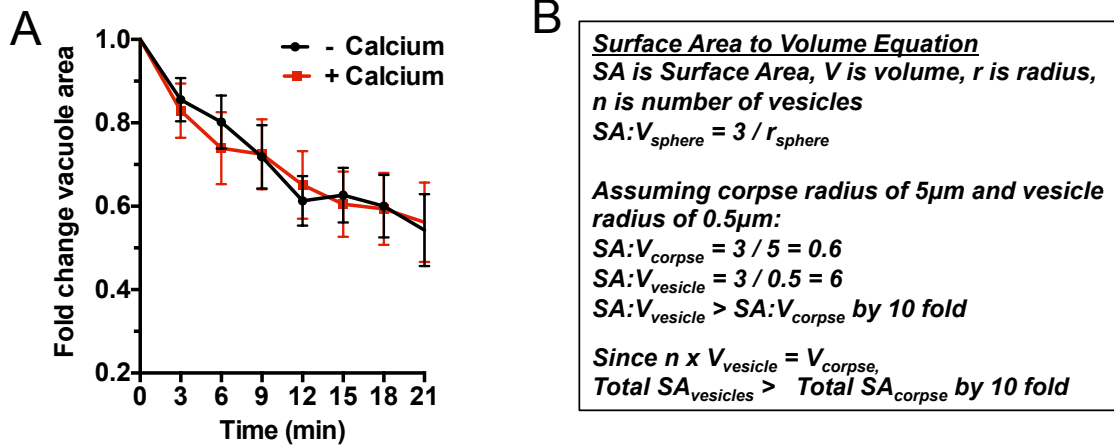 A
- Calcium
+ Calcium
Fold change vacuole area
1.0
0.8
0.6
0.4
0.2
0 3 6 9 12 15 18 21
Time (min)
B
Surface Area to Volume Equation
SA is Surface Area, V is volume, r is radius,
n is number of vesicles
SA:Vsphere = 3 / rsphere
Assuming corpse radius of 5µm and vesicle
radius of 0.5µm:
SA:Vcorpse = 3 / 5 = 0.6
SA:Vvesicle = 3 / 0.5 = 6
SA:Vvesicle > SA:Vcorpse by 10 fold
Since n x Vvesicle = Vcorpse,
Total SAvesicles > Total SAcorpse by 10 fold